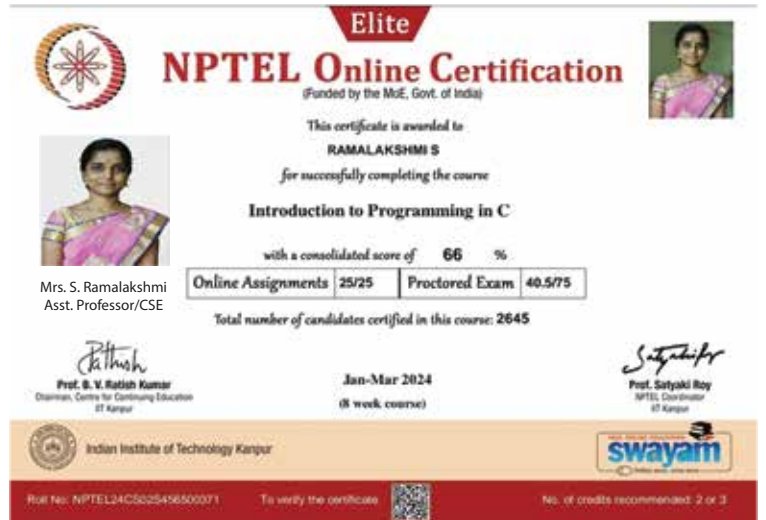 Elite
NPTEL Online Certification
(Funded by the MoE, Govt. of India)
This certificate is awarded to
RAMALAKSHMI S
for successfully completing the course
Introduction to Programming in C
with a consolidated score of 66 %
Online Assignments 25/25 Proctored Exam 40.5/75
Total number of candidates certified in this course: 2645
Mrs. S. Ramalakshmi
Asst. Professor/CSE
Prof. B. V. Ratish Kumar
Chairman, Centre for Continuing Education
IIT Kanpur
Jan-Mar 2024
(8 week course)
Prof. Satyaki Roy
NPTEL Coordinator
IIT Kanpur
Indian Institute of Technology Kanpur
swayam
Roll No: NPTEL24CS02S456500371 To verify the certificate No. of credits recommended: 2 or 3